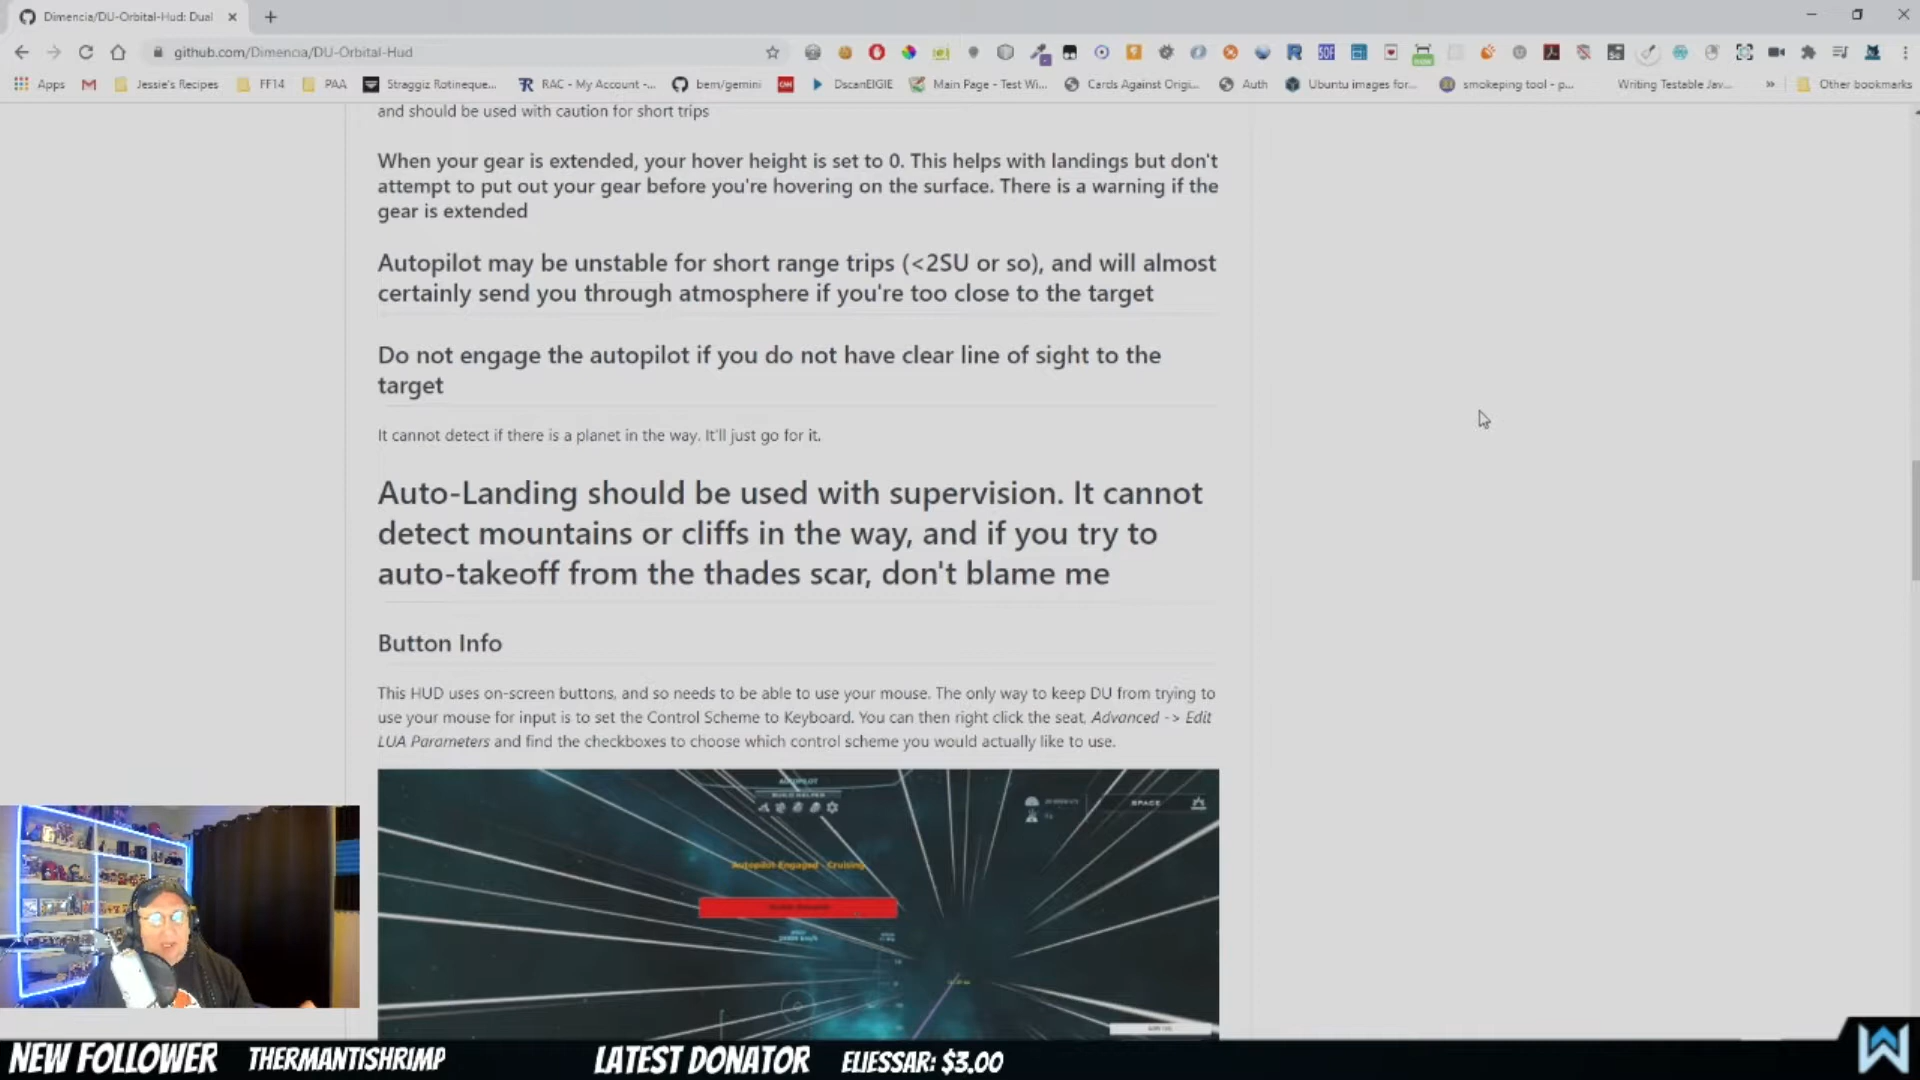 Dimencia/DU-Orbital-Hud: Dual
github.com/Dimencia/DU-Orbital-Hud
Apps
Jessie's Recipes
FF14
PAA
Straggiz Rotineque...
RAC - My Account -...
bem/gemini
DscanEIGIE
Main Page - Test Wi...
Cards Against Origi...
Auth
Ubuntu images for...
smokeping tool - p...
Writing Testable Jav...
»
Other bookmarks
and should be used with caution for short trips
When your gear is extended, your hover height is set to 0. This helps with landings but don't
attempt to put out your gear before you're hovering on the surface. There is a warning if the
gear is extended
Autopilot may be unstable for short range trips (<2SU or so), and will almost
certainly send you through atmosphere if you're too close to the target
Do not engage the autopilot if you do not have clear line of sight to the
target
It cannot detect if there is a planet in the way. It'll just go for it.
Auto-Landing should be used with supervision. It cannot
detect mountains or cliffs in the way, and if you try to
auto-takeoff from the thades scar, don't blame me
Button Info
This HUD uses on-screen buttons, and so needs to be able to use your mouse. The only way to keep DU from trying to
use your mouse for input is to set the Control Scheme to Keyboard. You can then right click the seat, Advanced -> Edit
LUA Parameters and find the checkboxes to choose which control scheme you would actually like to use.
AUTOPILOT
BUILD HELPER
SPACE
Autopilot Engaged - Cruising
NEW FOLLOWER THERMANTISHRIMP LATEST DONATOR ELIESSAR: $3.00